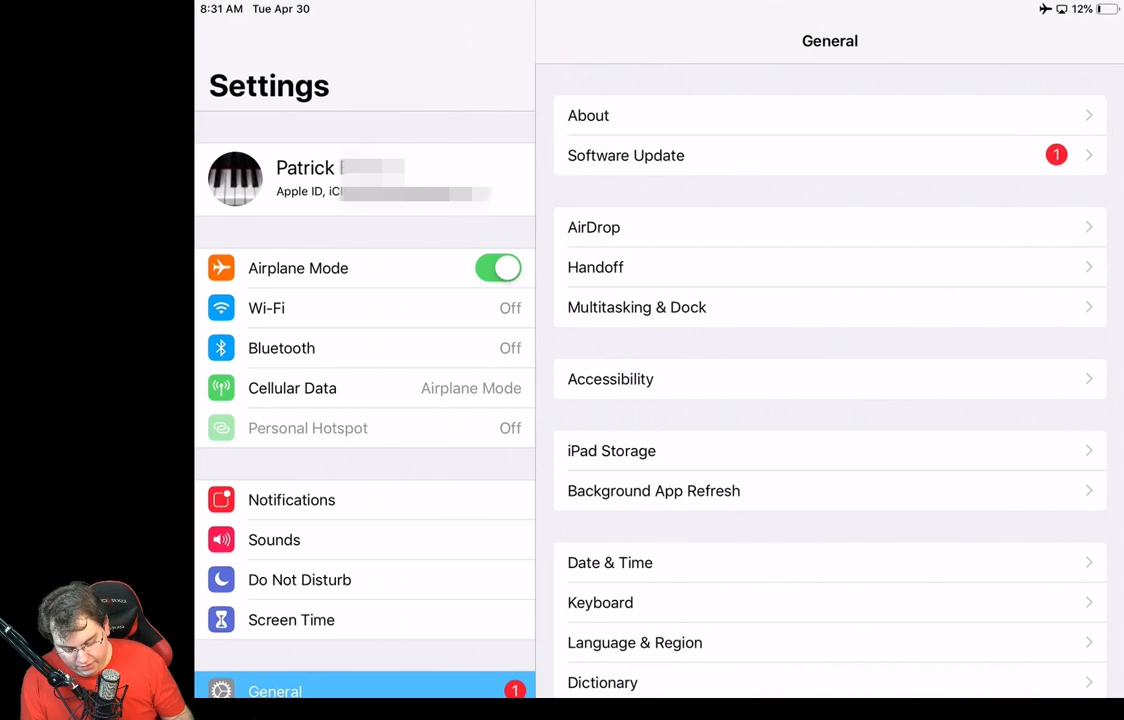 8:31 AM Tue Apr 30
12%
Settings
General
Patrick
Apple ID,
Airplane Mode
Wi-Fi Off
Bluetooth Off
Cellular Data Airplane Mode
Personal Hotspot Off
Notifications
Sounds
Do Not Disturb
Screen Time
General 1
About
Software Update 1
AirDrop
Handoff
Multitasking & Dock
Accessibility
iPad Storage
Background App Refresh
Date & Time
Keyboard
Language & Region
Dictionary